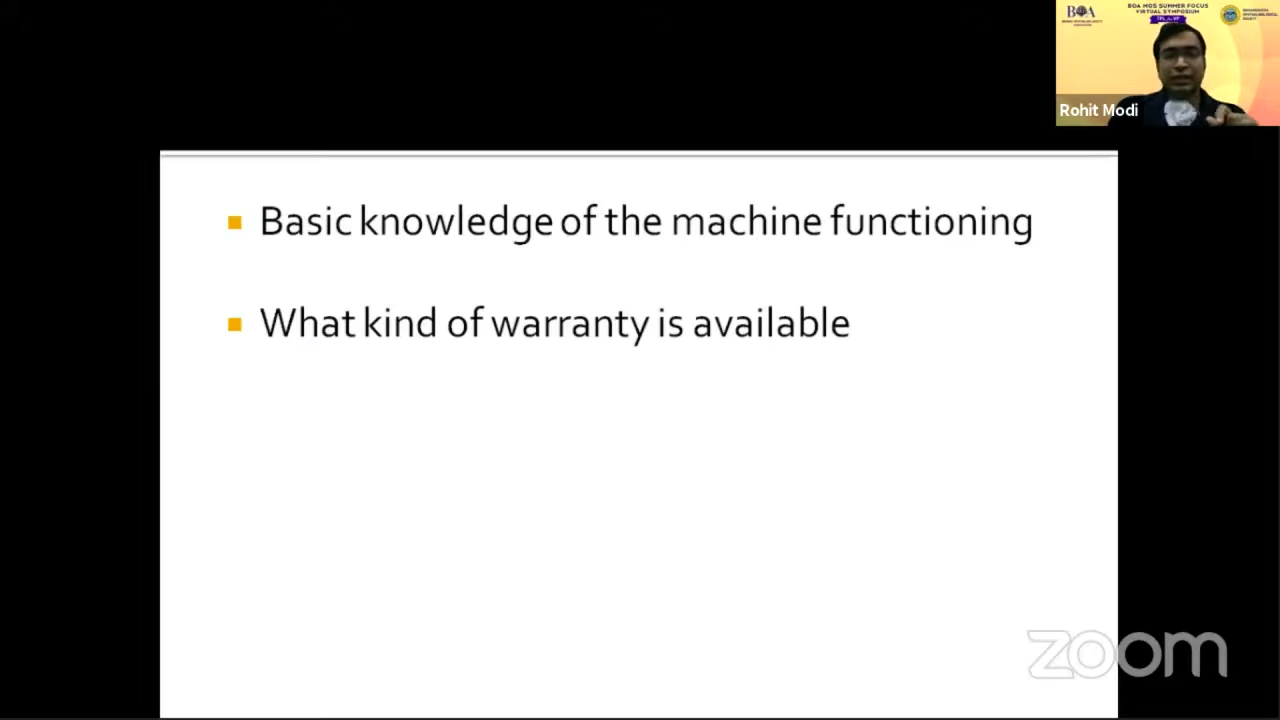 BOA
BOA MOS SUMMER FOCUS
VIRTUAL SYMPOSIUM
Rohit Modi
Basic knowledge of the machine functioning
What kind of warranty is available
zoom